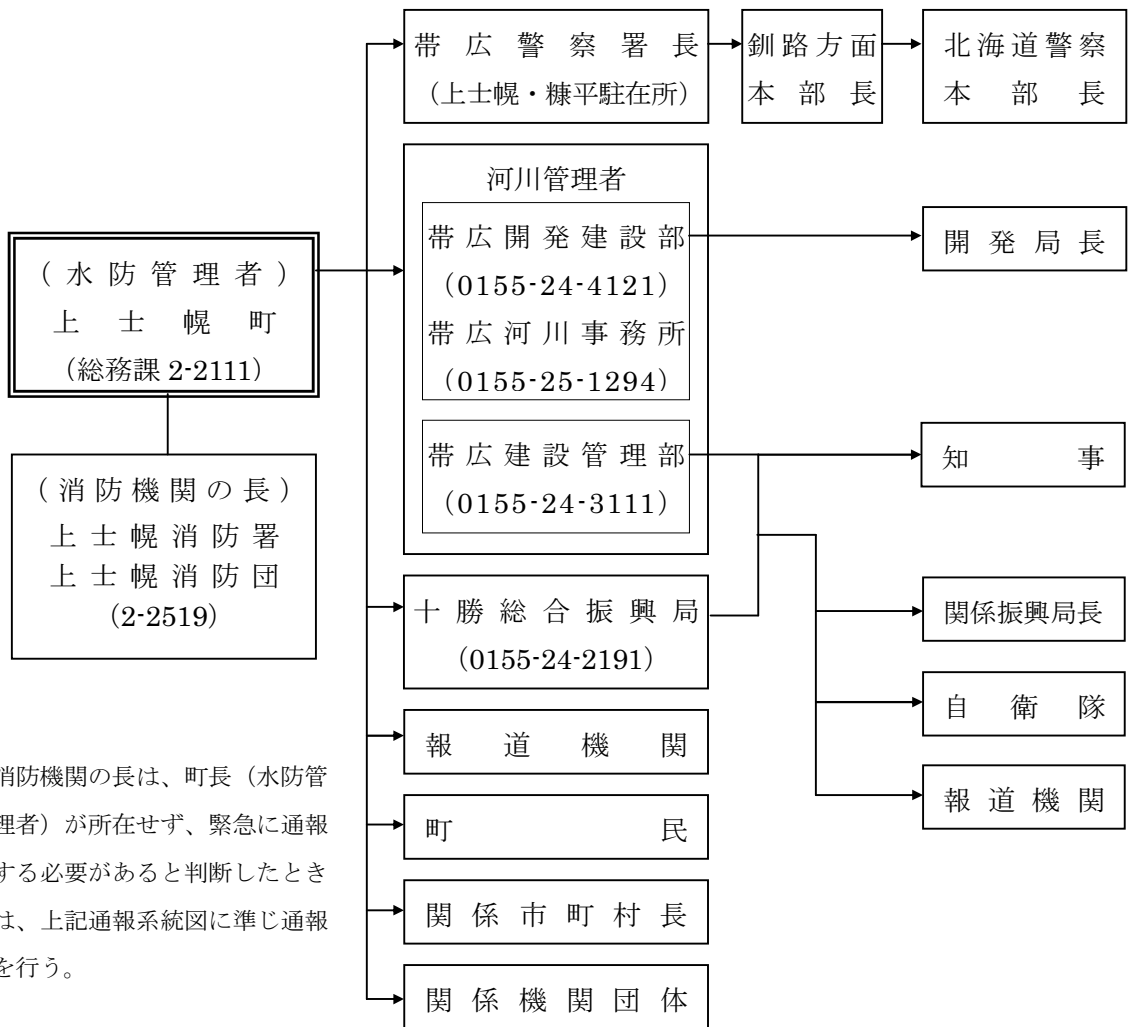 帯広警察署長
（上士幌・糠平駐在所）
釧路方面
本部長
北海道警察
本部長
河川管理者
帯広開発建設部
（0155-24-4121）
帯広河川事務所
（0155-25-1294）
開発局長
（水防管理者）
上士幌町
（総務課 2-2111）
帯広建設管理部
（0155-24-3111）
知事
（消防機関の長）
上士幌消防署
上士幌消防団
(2-2519)
十勝総合振興局
（0155-24-2191）
関係振興局長
自衛隊
報道機関
報道機関
町民
関係市町村長
関係機関団体
消防機関の長は、町長（水防管
理者）が所在せず、緊急に通報
する必要があると判断したとき
は、上記通報系統図に準じ通報
を行う。